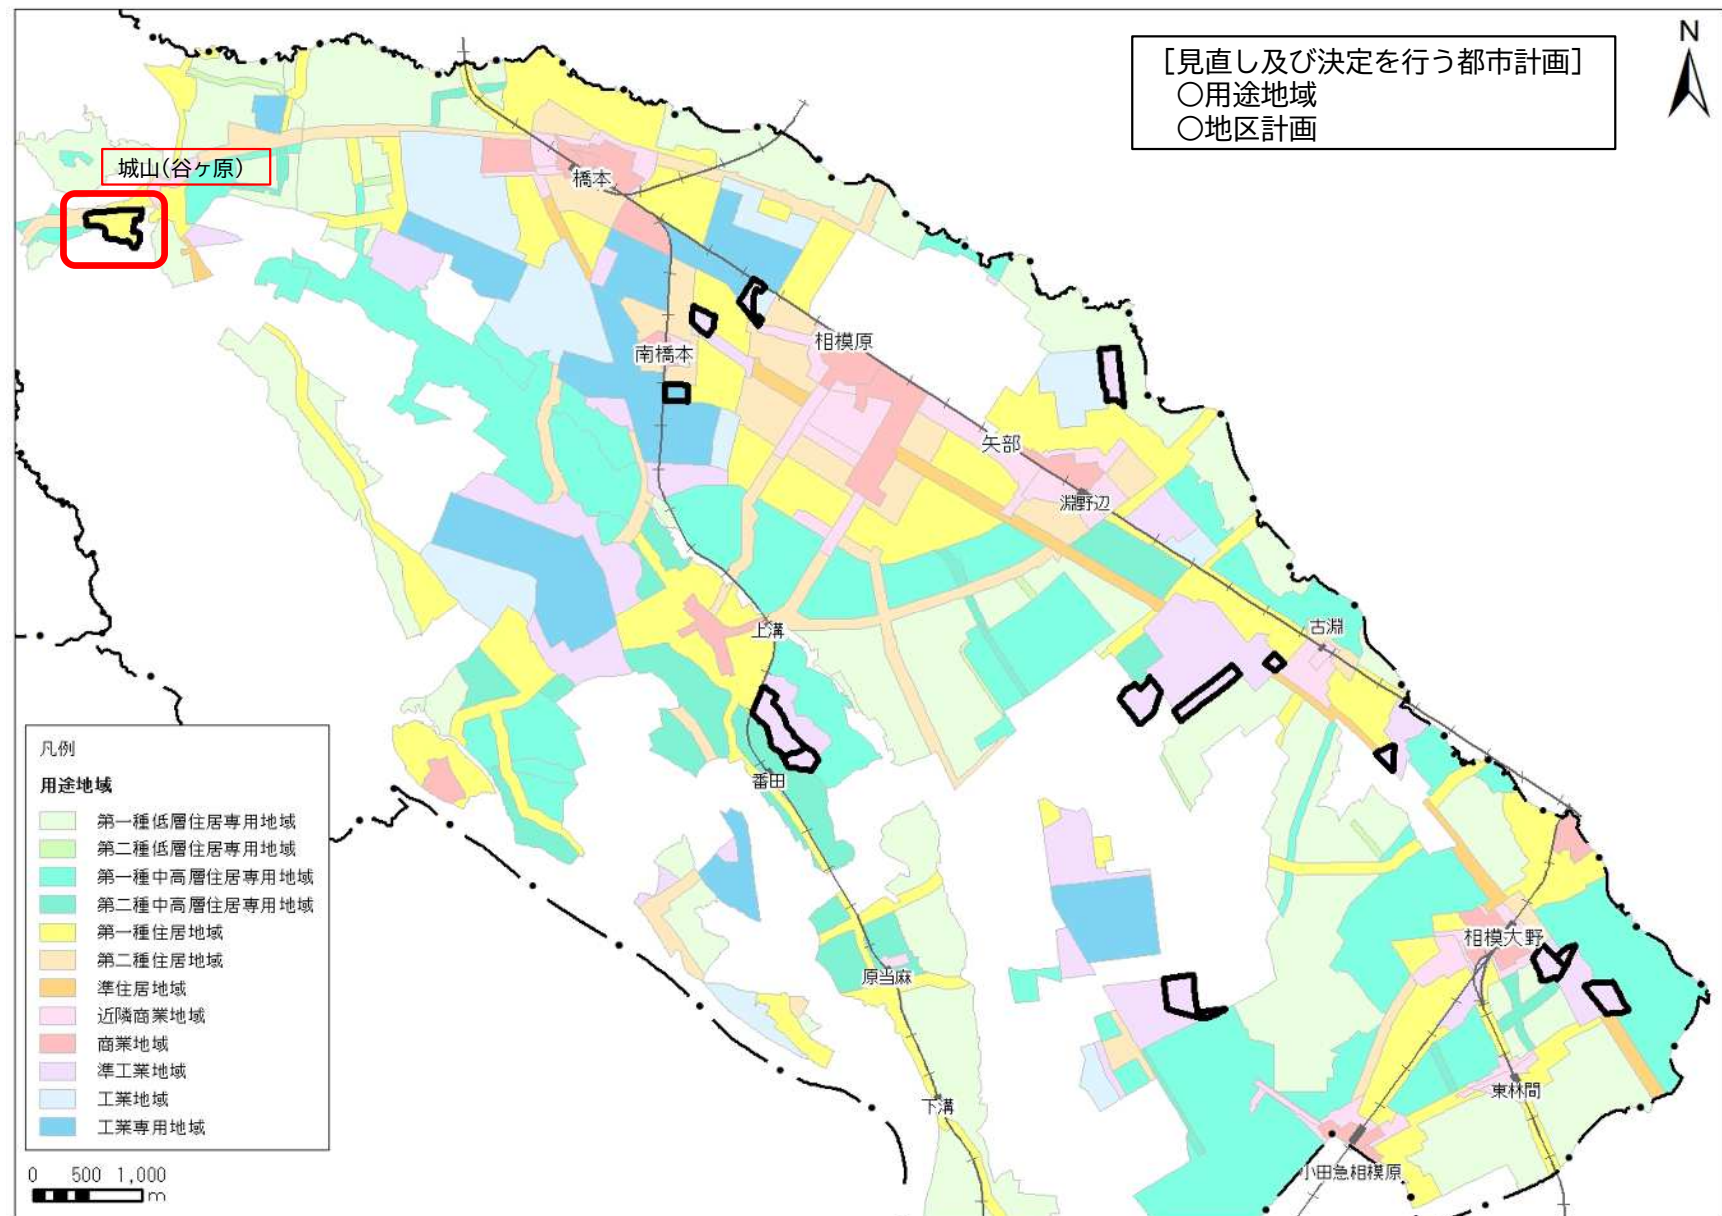 [見直し及び決定を行う都市計画]
○用途地域
○地区計画
N
城山(谷ヶ原)
橋本
相模原
南橋本
矢部
淵野辺
上溝
古淵
番田
相模大野
原当麻
東林間
下溝
小田急相模原
凡例
用途地域
第一種低層住居専用地域
第二種低層住居専用地域
第一種中高層住居専用地域
第二種中高層住居専用地域
第一種住居地域
第二種住居地域
準住居地域
近隣商業地域
商業地域
準工業地域
工業地域
工業専用地域
0 500 1,000
m